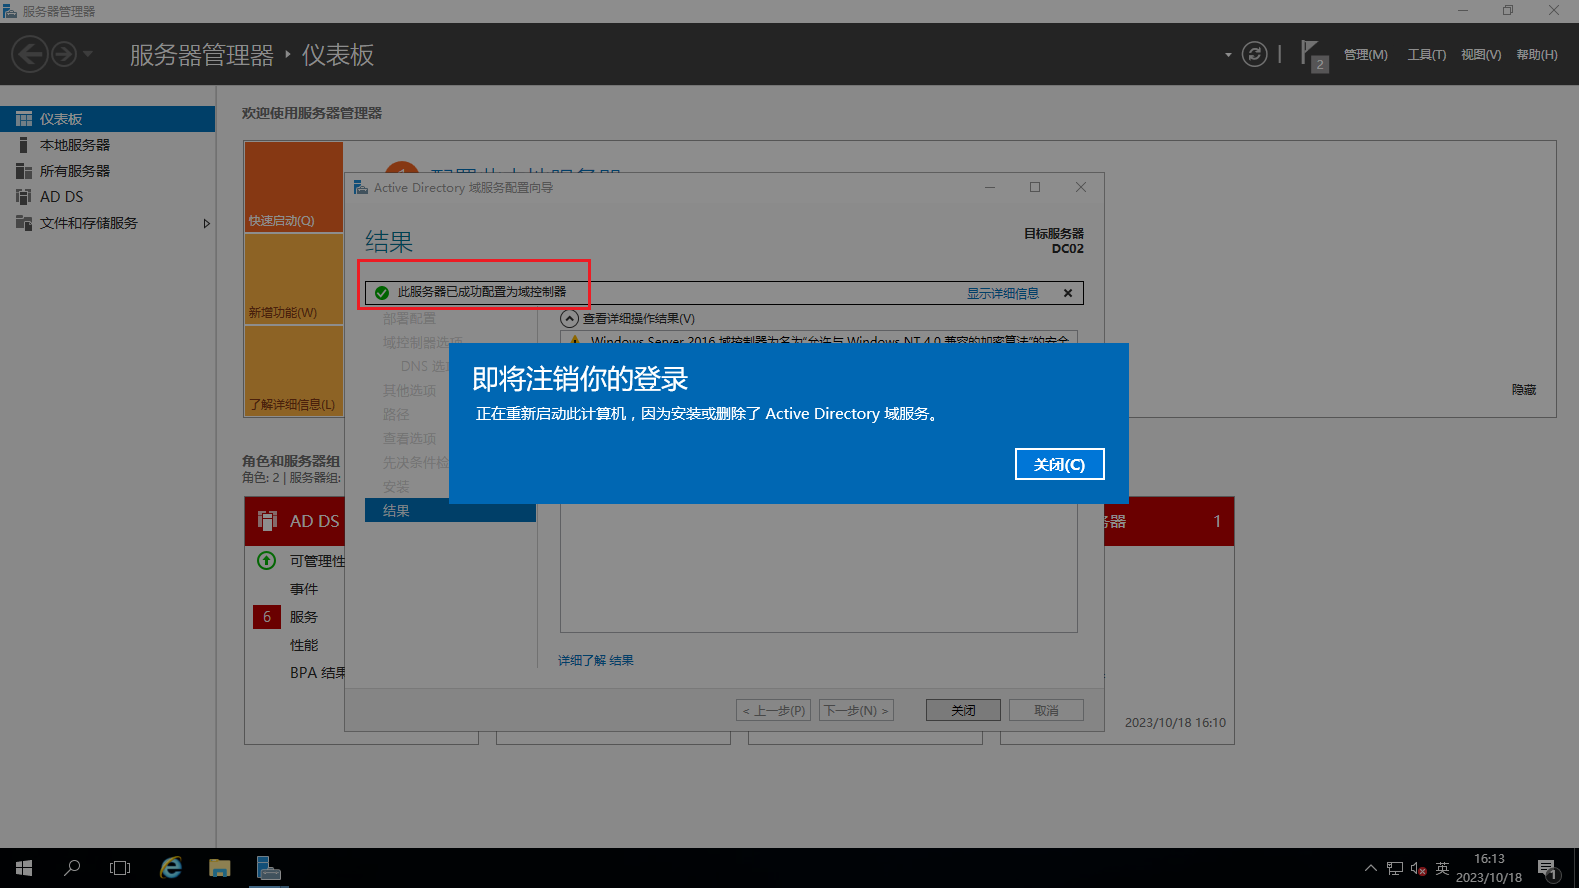 服务器管理器
服务器管理器 ‣ 仪表板
2
管理(M) 工具(T) 视图(V) 帮助(H)
仪表板
本地服务器
所有服务器
AD DS
文件和存储服务
欢迎使用服务器管理器
快速启动(Q)
新增功能(W)
了解详细信息(L)
隐藏
Active Directory 域服务配置向导
结果
目标服务器
DC02
此服务器已成功配置为域控制器
显示详细信息
部署配置
域控制器选项
DNS 选
其他选项
路径
查看选项
先决条件检
安装
结果
查看详细操作结果(V)
Windows Server 2016 域控制器为名为“允许与 Windows NT 4.0 兼容的加密算法”的安全
即将注销你的登录
正在重新启动此计算机，因为安装或删除了 Active Directory 域服务。
关闭(C)
详细了解 结果
< 上一步(P) 下一步(N) > 关闭 取消
角色和服务器组
角色: 2 | 服务器组:
AD DS
可管理性
事件
6 服务
性能
BPA 结果
务器 1
2023/10/18 16:10
英
16:13
2023/10/18
1